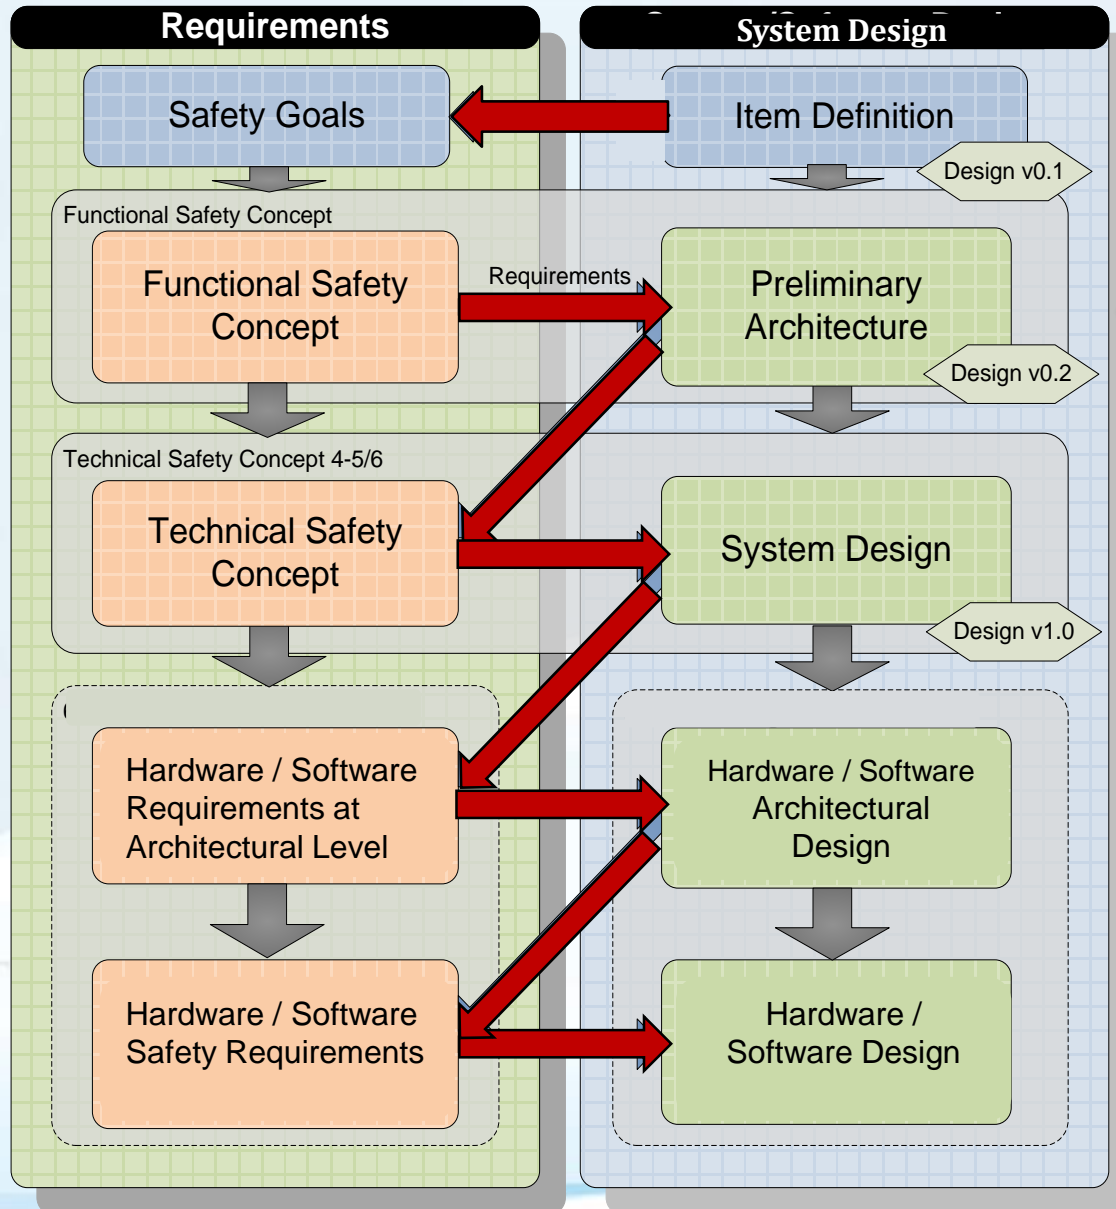 Requirements
System Design
Safety Goals
Item Definition
Design v0.1
Functional Safety Concept
Functional Safety
Concept
Requirements
Preliminary
Architecture
Design v0.2
Technical Safety Concept 4-5/6
Technical Safety
Concept
System Design
Design v1.0
Hardware / Software
Requirements at
Architectural Level
Hardware / Software
Architectural
Design
Hardware / Software
Safety Requirements
Hardware /
Software Design